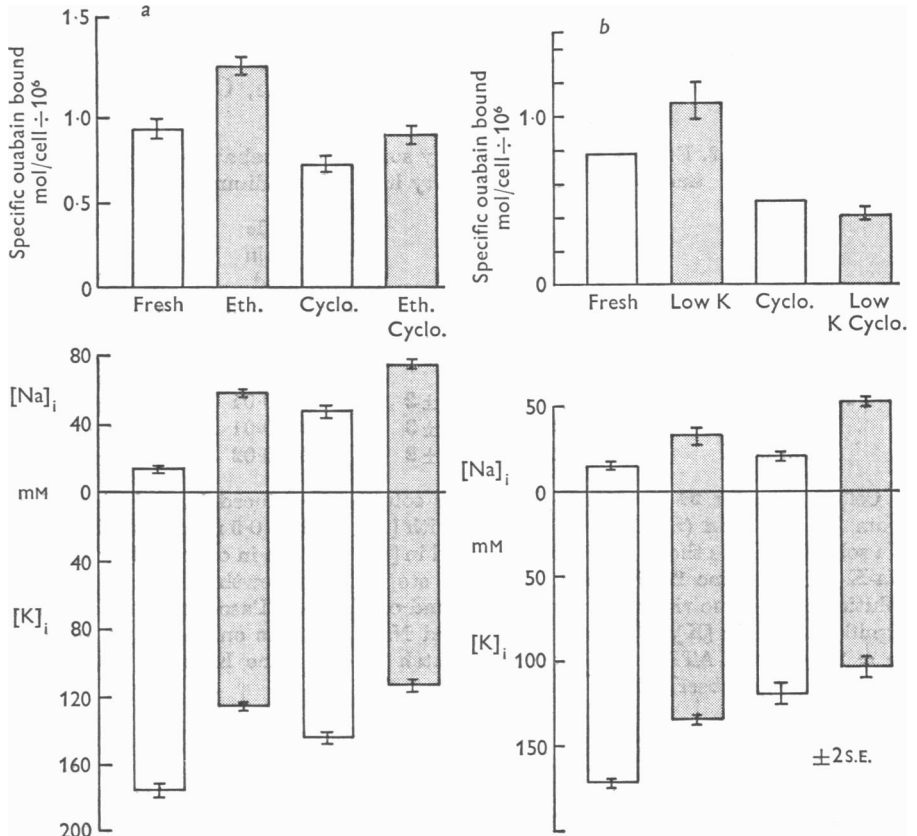 a
1·5
1·0
0·5
0
Specific ouabain bound
mol/cell ÷ 10⁶
Fresh
Eth.
Cyclo.
Eth.
Cyclo.
80
40
0
40
80
120
160
200
[Na]ᵢ
mM
[K]ᵢ
b
1·0
0
Specific ouabain bound
mol/cell ÷ 10⁶
Fresh
Low K
Cyclo.
Low
K Cyclo.
50
0
50
100
150
[Na]ᵢ
mM
[K]ᵢ
±2 S.E.